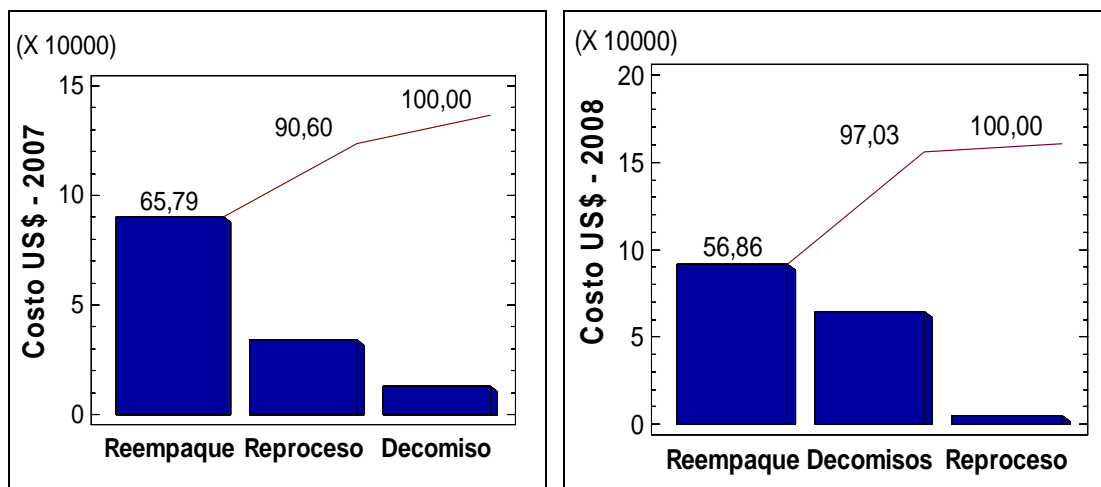 (X 10000)
Costo US$ - 2007
15
10
5
0
65,79
90,60
100,00
Reempaque Reproceso Decomiso
(X 10000)
Costo US$ - 2008
20
15
10
5
0
56,86
97,03
100,00
Reempaque Decomisos Reproceso